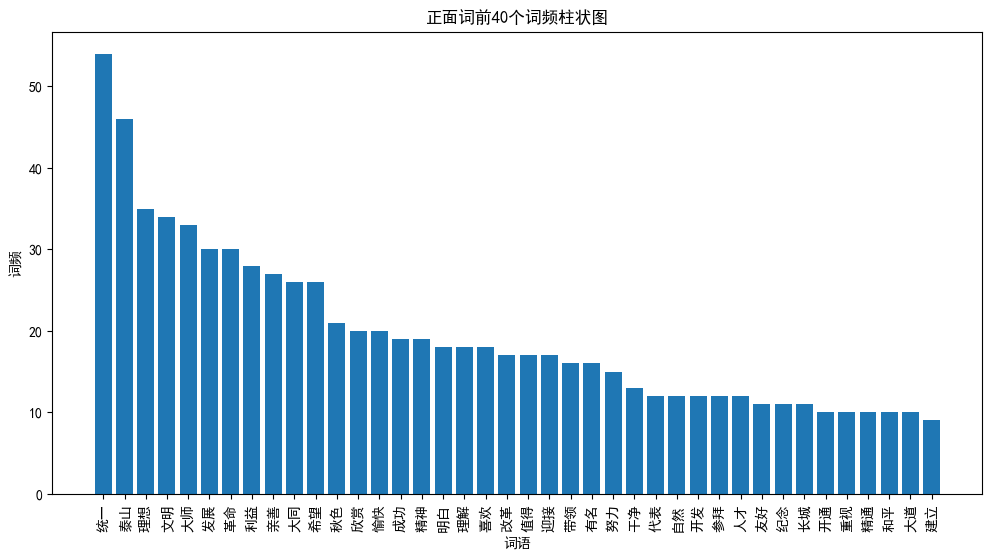 正面词前40个词频柱状图
词频
50
40
30
20
10
0
统一
泰山
理想
文明
大师
发展
革命
利益
亲善
大同
希望
秋色
欣赏
愉快
成功
精神
明白
理解
喜欢
改革
值得
迎接
带领
有名
努力
干净
代表
自然
开发
参拜
人才
友好
纪念
长城
开通
重视
精通
和平
大道
建立
词语